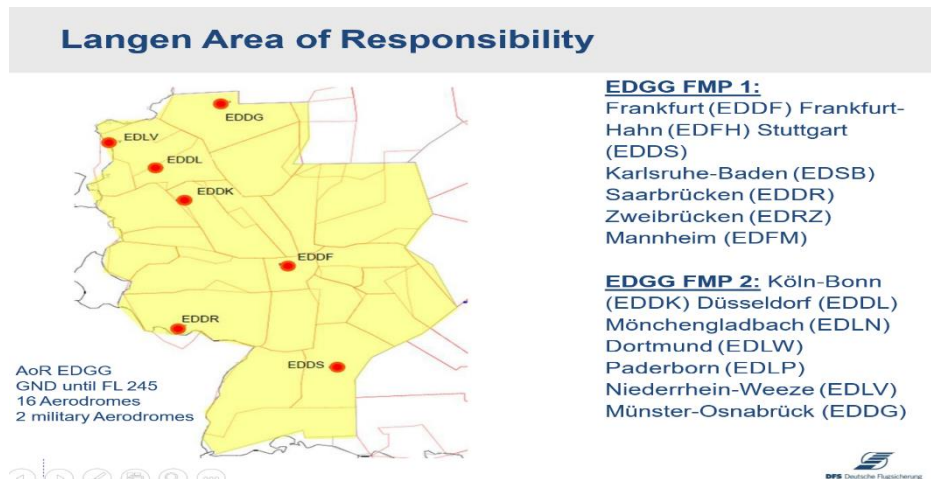 Langen Area of Responsibility
EDDG
EDLV
EDDL
EDDK
EDDF
EDDR
EDDS
AoR EDGG
GND until FL 245
16 Aerodromes
2 military Aerodromes
EDGG FMP 1:
Frankfurt (EDDF) Frankfurt-
Hahn (EDFH) Stuttgart
(EDDS)
Karlsruhe-Baden (EDSB)
Saarbrücken (EDDR)
Zweibrücken (EDRZ)
Mannheim (EDFM)
EDGG FMP 2: Köln-Bonn
(EDDK) Düsseldorf (EDDL)
Mönchengladbach (EDLN)
Dortmund (EDLW)
Paderborn (EDLP)
Niederrhein-Weeze (EDLV)
Münster-Osnabrück (EDDG)
DFS Deutsche Flugsicherung